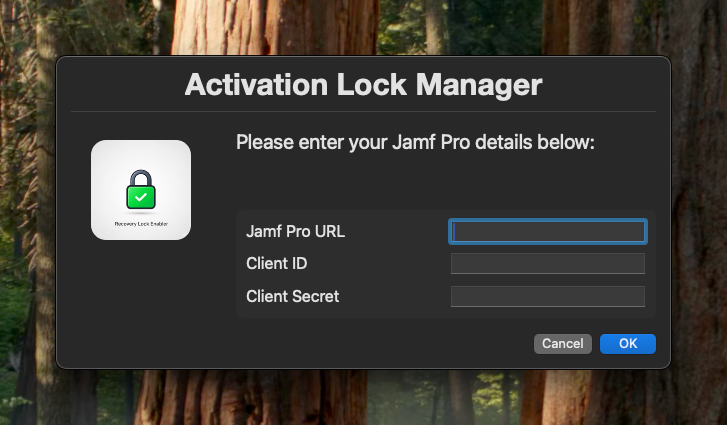 Activation Lock Manager
Please enter your Jamf Pro details below:
Recovery Lock Enabler
Jamf Pro URL
Client ID
Client Secret
Cancel
OK